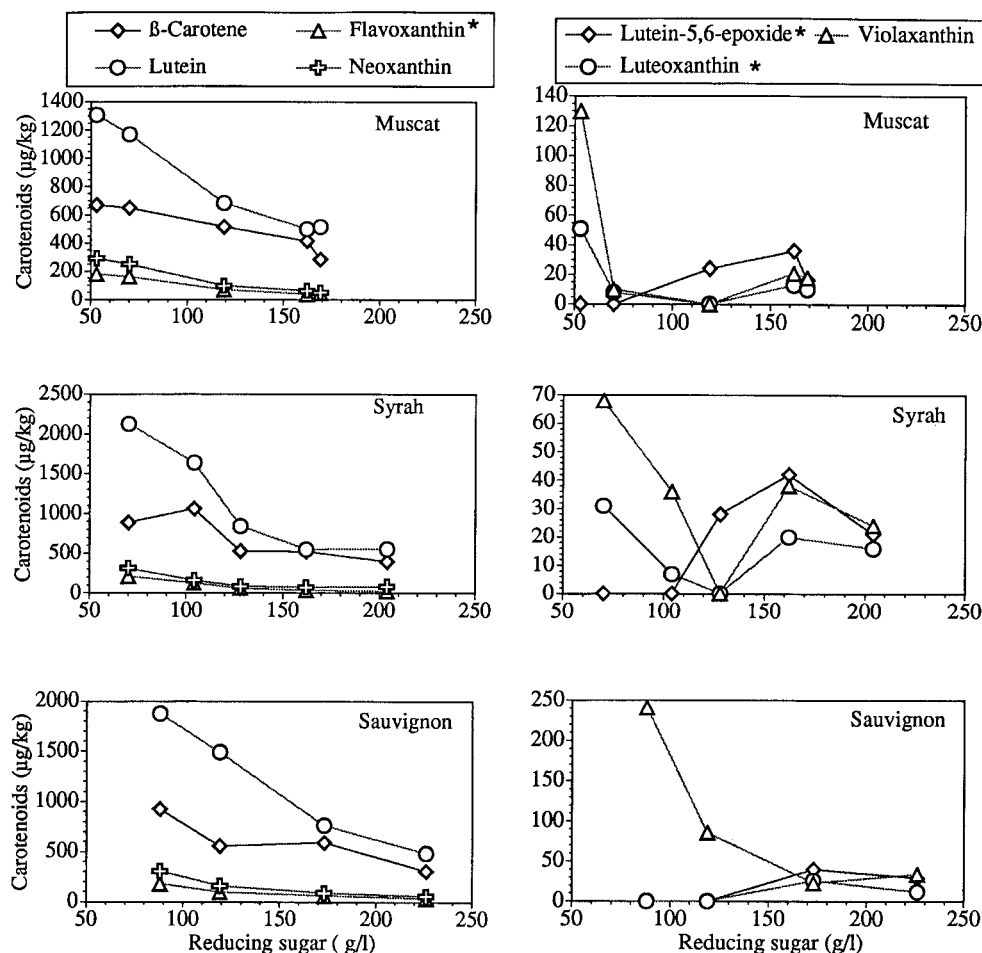 ß-Carotene Flavoxanthin*
Lutein Neoxanthin
Lutein-5,6-epoxide* Violaxanthin
Luteoxanthin *
Carotenoids (µg/kg)
1400
1200
1000
800
600
400
200
0
Muscat
50 100 150 200 250
140
120
100
80
60
40
20
0
Muscat
50 100 150 200 250
Carotenoids (µg/kg)
2500
2000
1500
1000
500
0
Syrah
50 100 150 200 250
70
60
50
40
30
20
10
0
Syrah
50 100 150 200 250
Carotenoids (µg/kg)
2000
1500
1000
500
0
Sauvignon
50 100 150 200 250
Reducing sugar ( g/l)
250
200
150
100
50
0
Sauvignon
50 100 150 200 250
Reducing sugar (g/l)